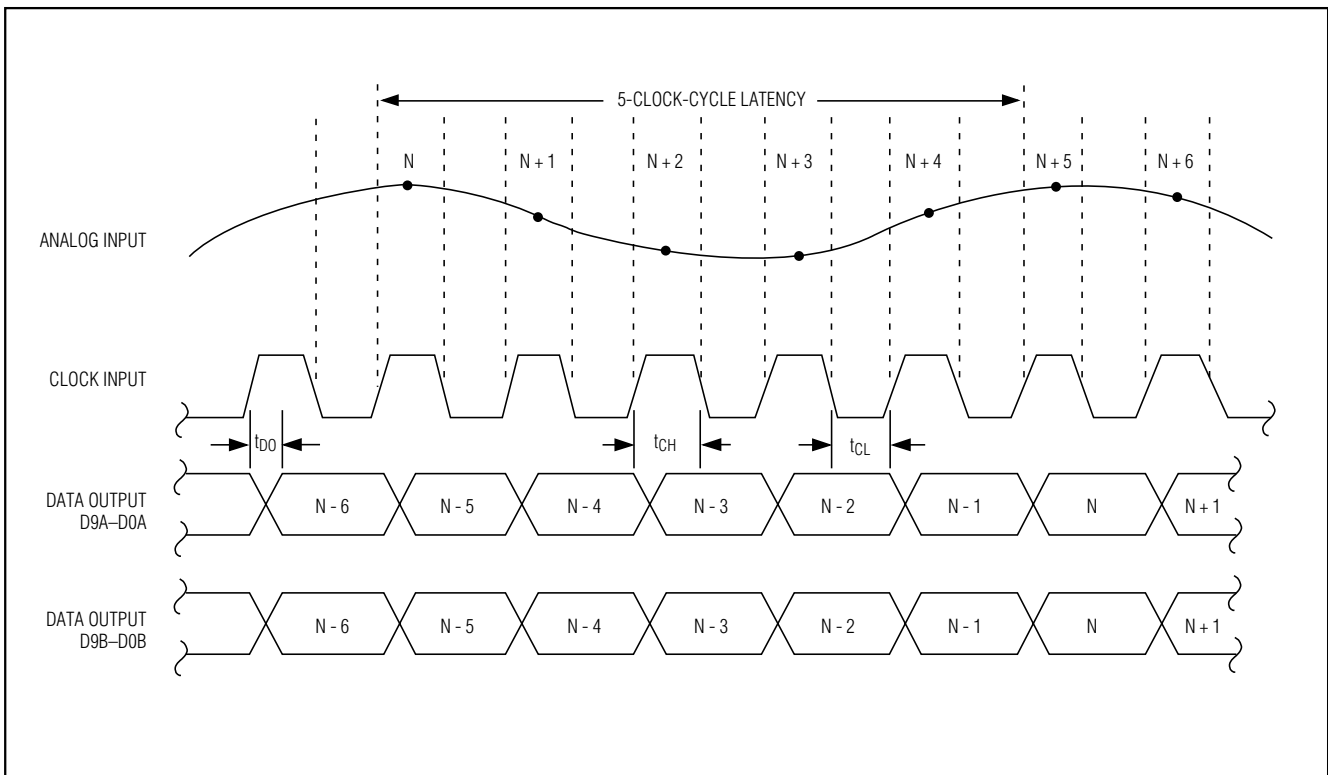 5-CLOCK-CYCLE LATENCY
N
N + 1
N + 2
N + 3
N + 4
N + 5
N + 6
ANALOG INPUT
CLOCK INPUT
tDO
tCH
tCL
DATA OUTPUT
D9A–D0A
N - 6
N - 5
N - 4
N - 3
N - 2
N - 1
N
N + 1
DATA OUTPUT
D9B–D0B
N - 6
N - 5
N - 4
N - 3
N - 2
N - 1
N
N + 1